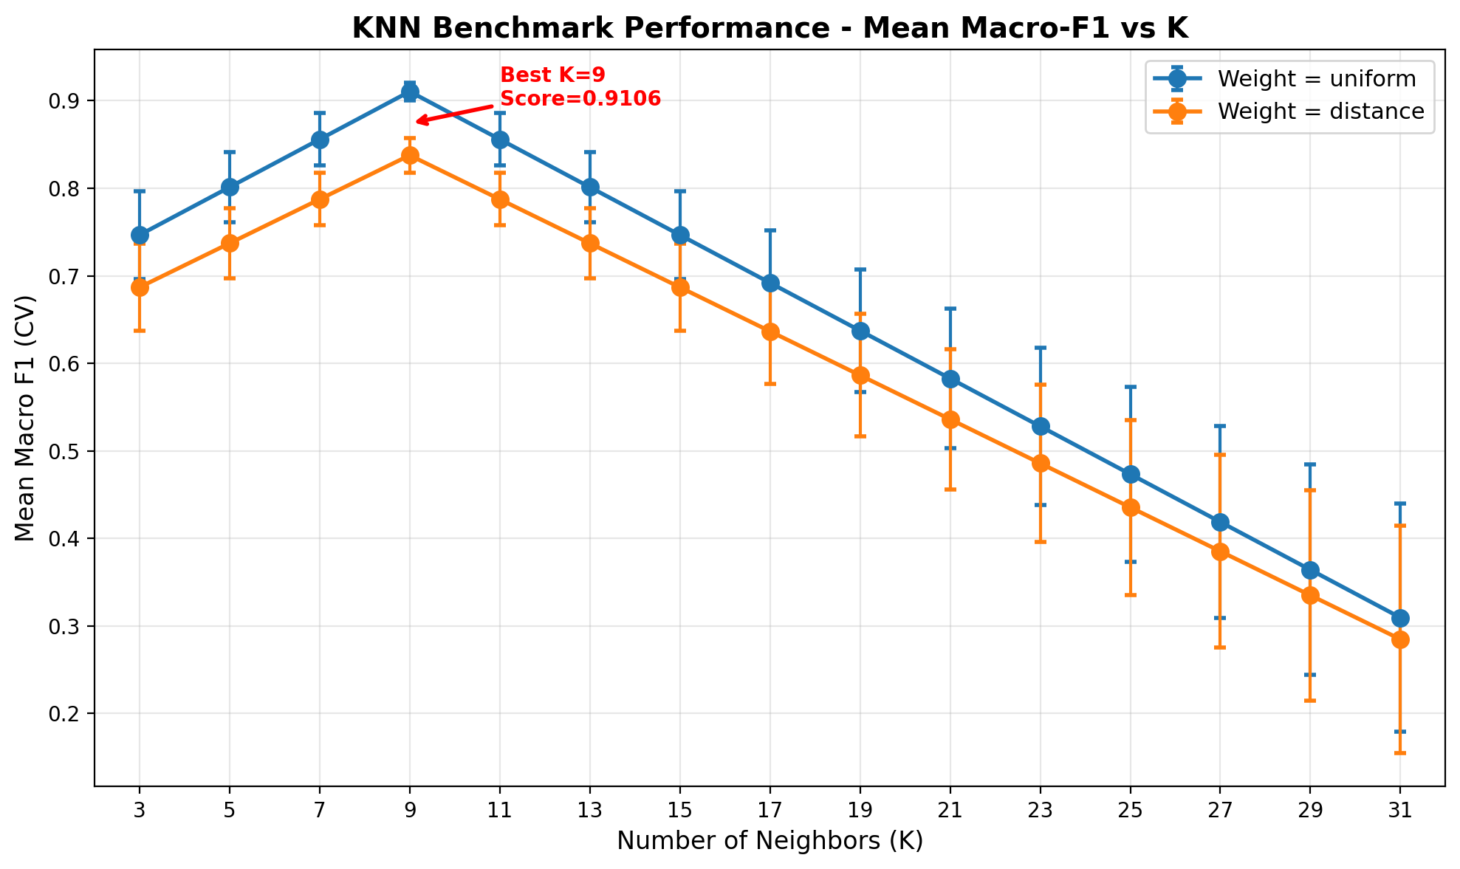 KNN Benchmark Performance - Mean Macro-F1 vs K
Best K=9
Score=0.9106
Weight = uniform
Weight = distance
Mean Macro F1 (CV)
0.9
0.8
0.7
0.6
0.5
0.4
0.3
0.2
3 5 7 9 11 13 15 17 19 21 23 25 27 29 31
Number of Neighbors (K)